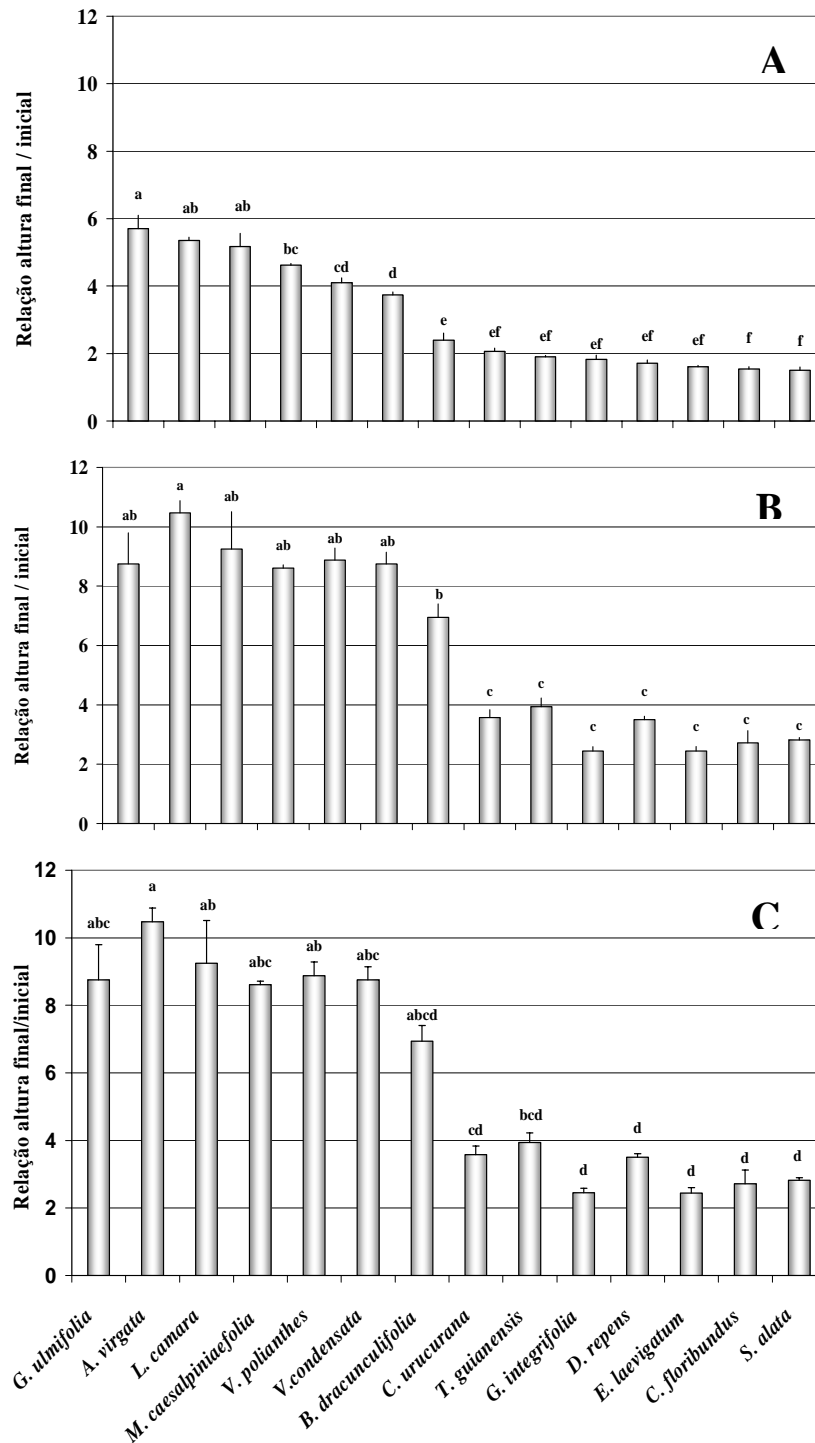 A
Relação altura final / inicial
12
10
8
6
4
2
0
a ab ab bc cd d e ef ef ef ef ef f f
B
Relação altura final / inicial
12
10
8
6
4
2
0
ab a ab ab ab ab b c c c c c c c
C
Relação altura final/inicial
12
10
8
6
4
2
0
abc a ab abc ab abc abcd cd bcd d d d d d
G. ulmifolia
A. virgata
L. camara
M. caesalpiniaefolia
V. polianthes
V.condensata
B. dracunculifolia
C. urucurana
T. guianensis
G. integrifolia
D. repens
E. laevigatum
C. floribundus
S. alata